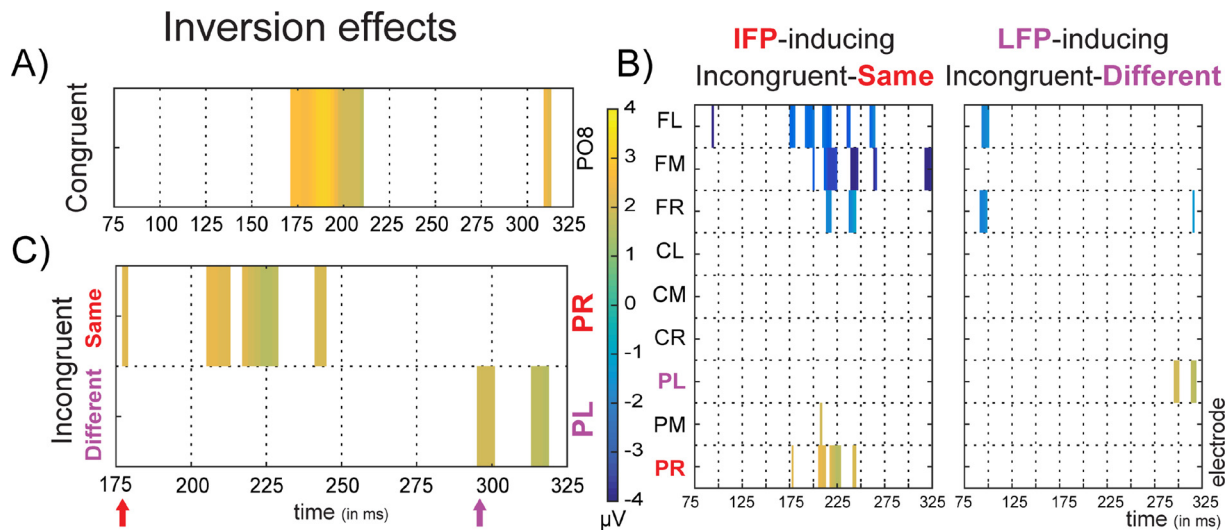 Inversion effects
A)
Congruent
75 100 125 150 175 200 225 250 275 300 325
PO8
4
3
2
1
0
-1
-2
-3
-4
μV
C)
Incongruent
Same
Different
PR
PL
175 200 225 250 275 300 325
time (in ms)
B)
IFP-inducing
Incongruent-Same
LFP-inducing
Incongruent-Different
FL
FM
FR
CL
CM
CR
PL
PM
PR
75 125 175 225 275 325
75 125 175 225 275 325
time (in ms)
electrode